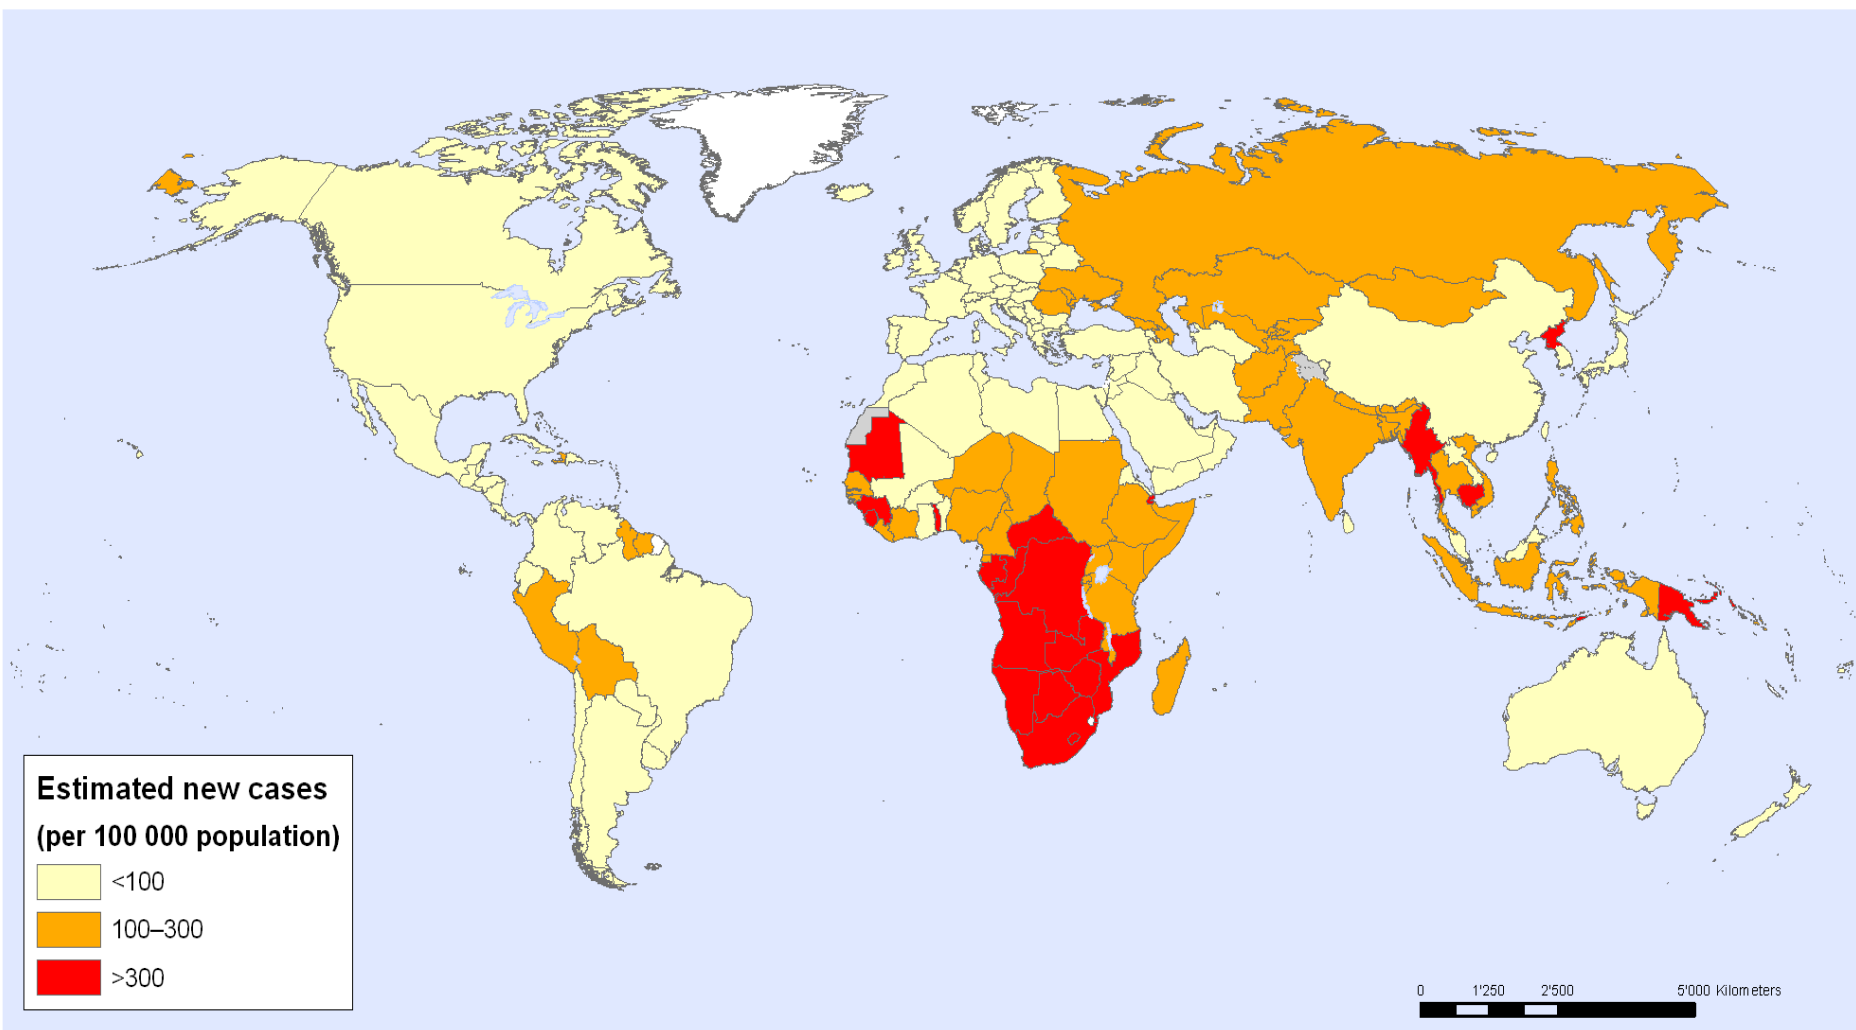 Estimated new cases
(per 100 000 population)
<100
100–300
>300
0 1'250 2'500 5'000 Kilometers